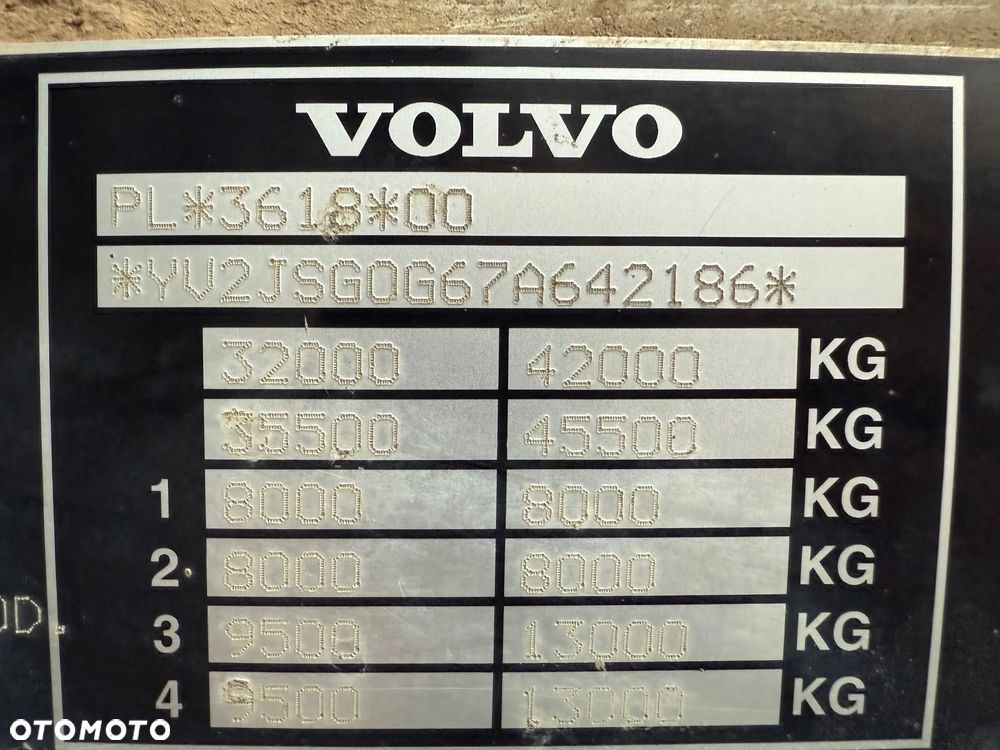 VOLVO
PL*3618*00
*YV2JSG0G67A642186*
32000 42000 KG
35500 45500 KG
1 8000 8000 KG
2 8000 8000 KG
3 9500 13000 KG
4 9500 13000 KG
OD.
OTOMOTO